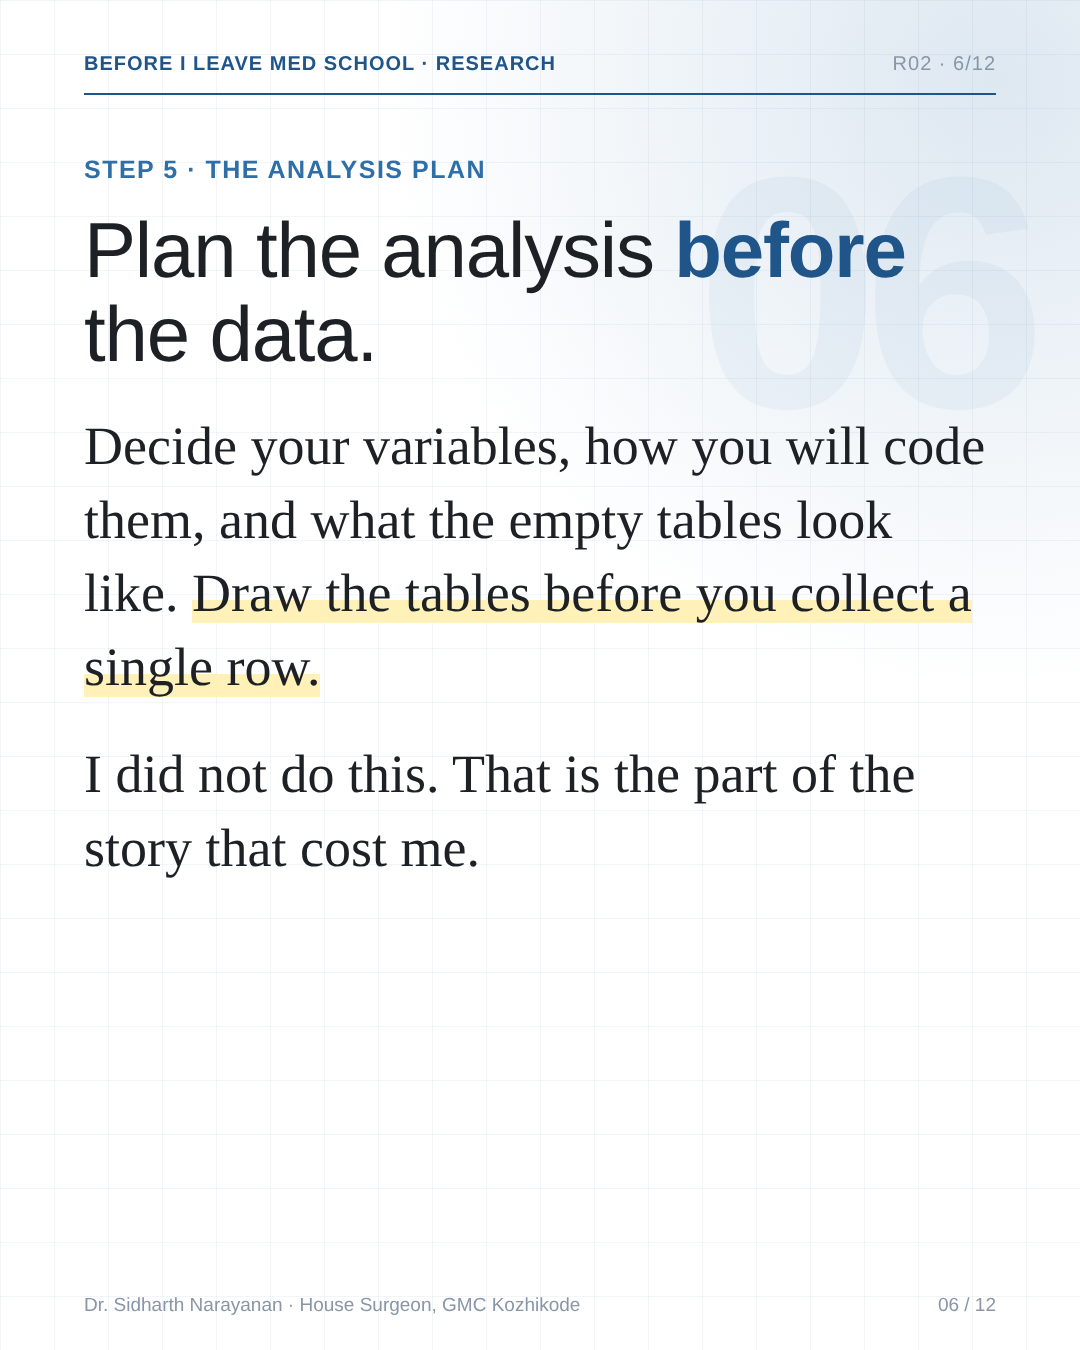 BEFORE I LEAVE MED SCHOOL · RESEARCH
R02 · 6/12
STEP 5 · THE ANALYSIS PLAN
06
Plan the analysis before
the data.
Decide your variables, how you will code
them, and what the empty tables look
like. Draw the tables before you collect a
single row.
I did not do this. That is the part of the
story that cost me.
Dr. Sidharth Narayanan · House Surgeon, GMC Kozhikode
06 / 12